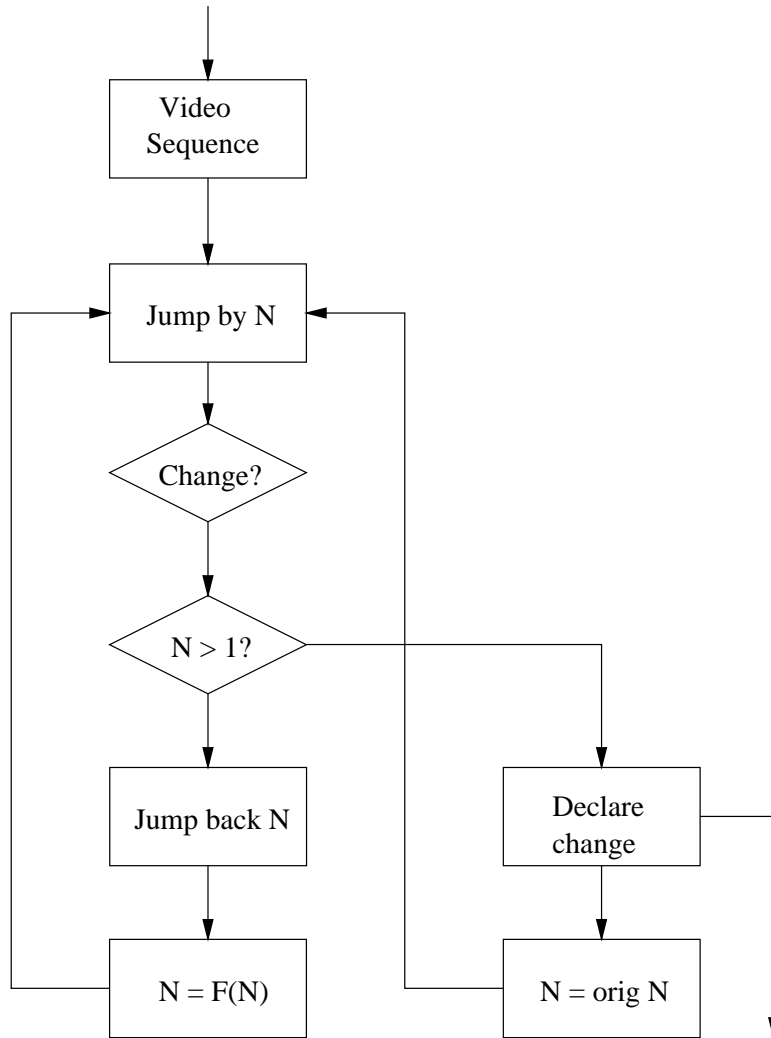 Video
Sequence
Jump by N
Change?
N > 1?
Jump back N
Declare
change
N = F(N)
N = orig N